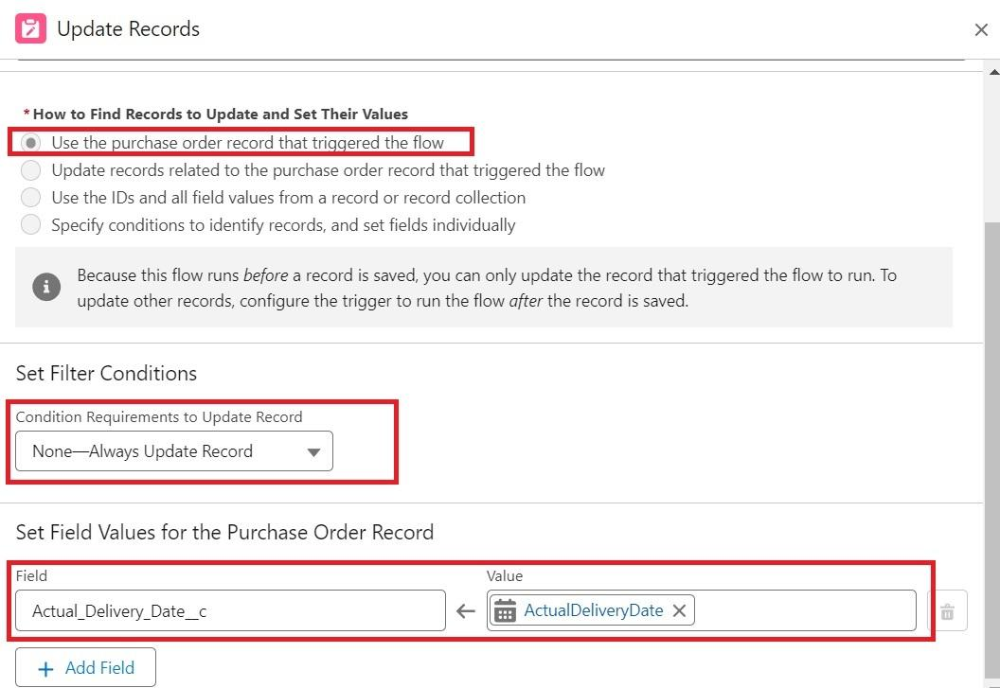 Update Records
*How to Find Records to Update and Set Their Values
Use the purchase order record that triggered the flow
Update records related to the purchase order record that triggered the flow
Use the IDs and all field values from a record or record collection
Specify conditions to identify records, and set fields individually
Because this flow runs before a record is saved, you can only update the record that triggered the flow to run. To
update other records, configure the trigger to run the flow after the record is saved.
Set Filter Conditions
Condition Requirements to Update Record
None—Always Update Record
Set Field Values for the Purchase Order Record
Field Value
Actual_Delivery_Date__c ActualDeliveryDate
Add Field